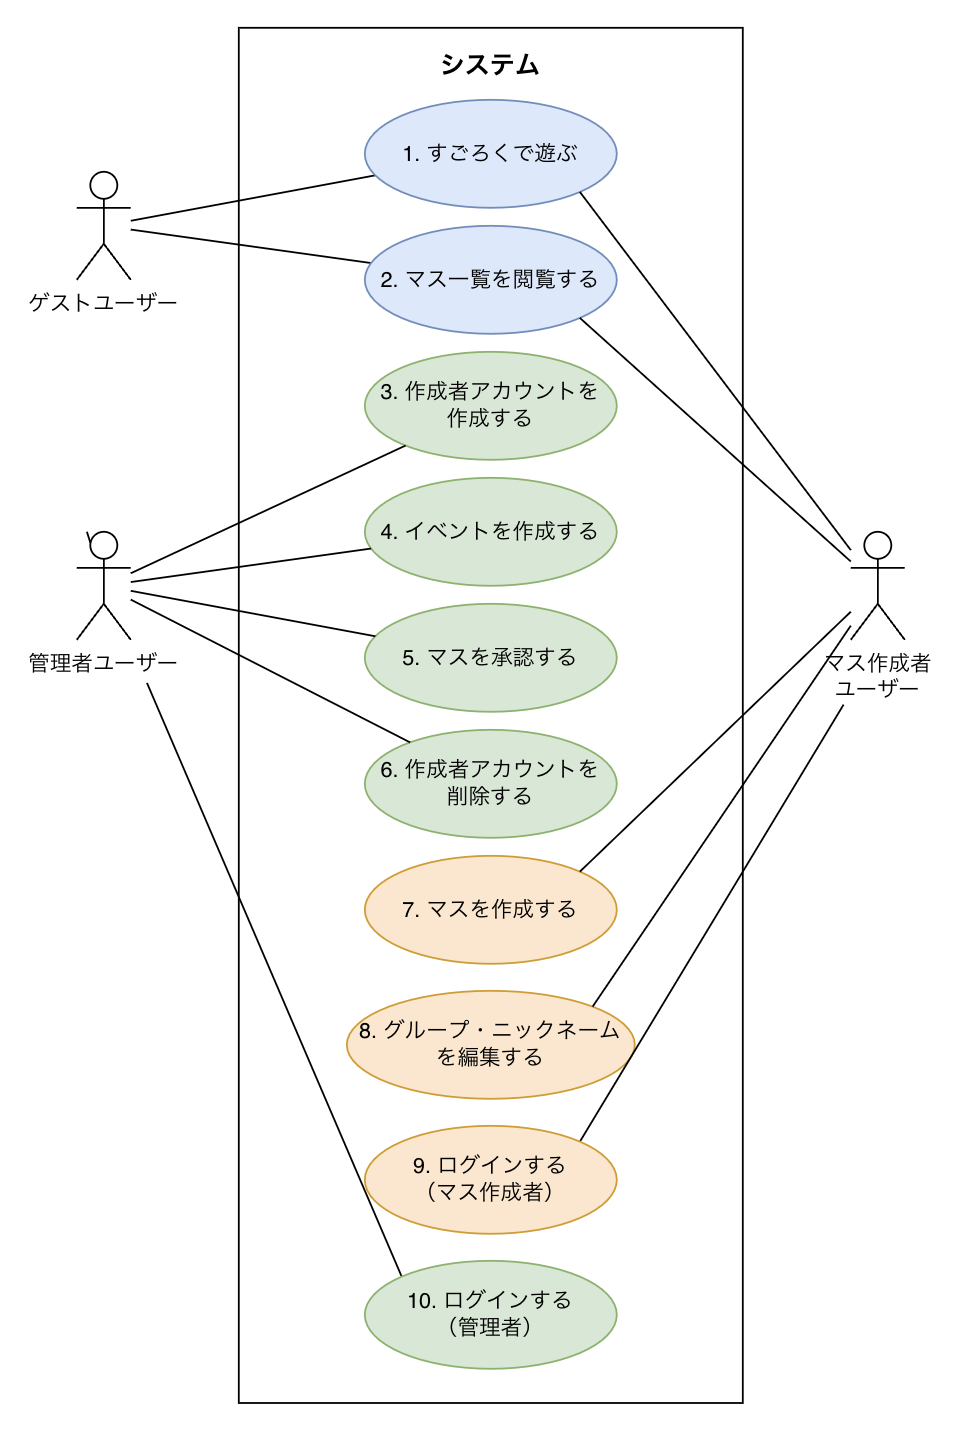 システム
1. すごろくで遊ぶ
2. マス一覧を閲覧する
ゲストユーザー
3. 作成者アカウントを
作成する
4. イベントを作成する
5. マスを承認する
管理者ユーザー
マス作成者
ユーザー
6. 作成者アカウントを
削除する
7. マスを作成する
8. グループ・ニックネーム
を編集する
9. ログインする
（マス作成者）
10. ログインする
（管理者）